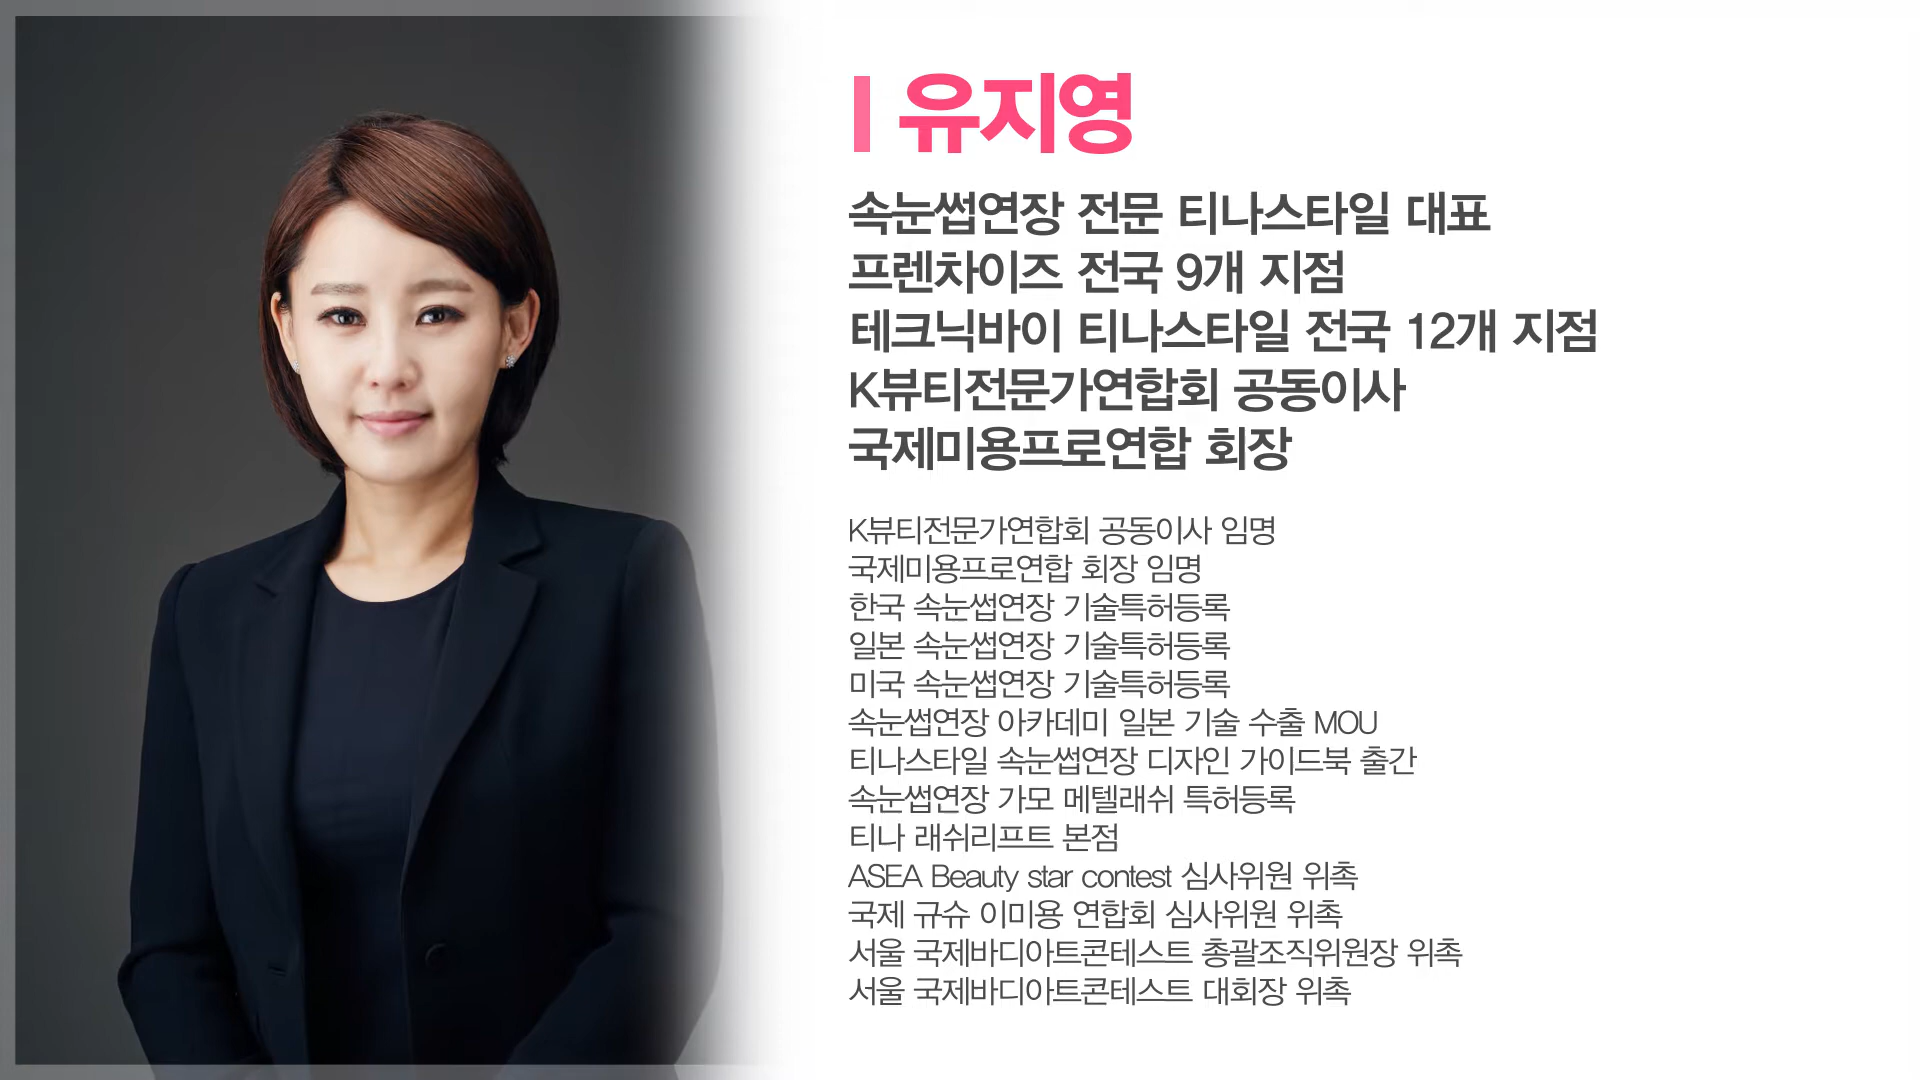 유지영
속눈썹연장 전문 티나스타일 대표
프렌차이즈 전국 9개 지점
테크닉바이 티나스타일 전국 12개 지점
K뷰티전문가연합회 공동이사
국제미용프로연합 회장
K뷰티전문가연합회 공동이사 임명
국제미용프로연합 회장 임명
한국 속눈썹연장 기술특허등록
일본 속눈썹연장 기술특허등록
미국 속눈썹연장 기술특허등록
속눈썹연장 아카데미 일본 기술 수출 MOU
티나스타일 속눈썹연장 디자인 가이드북 출간
속눈썹연장 가모 메텔래쉬 특허등록
티나 래쉬리프트 본점
ASEA Beauty star contest 심사위원 위촉
국제 규슈 이미용 연합회 심사위원 위촉
서울 국제바디아트콘테스트 총괄조직위원장 위촉
서울 국제바디아트콘테스트 대회장 위촉